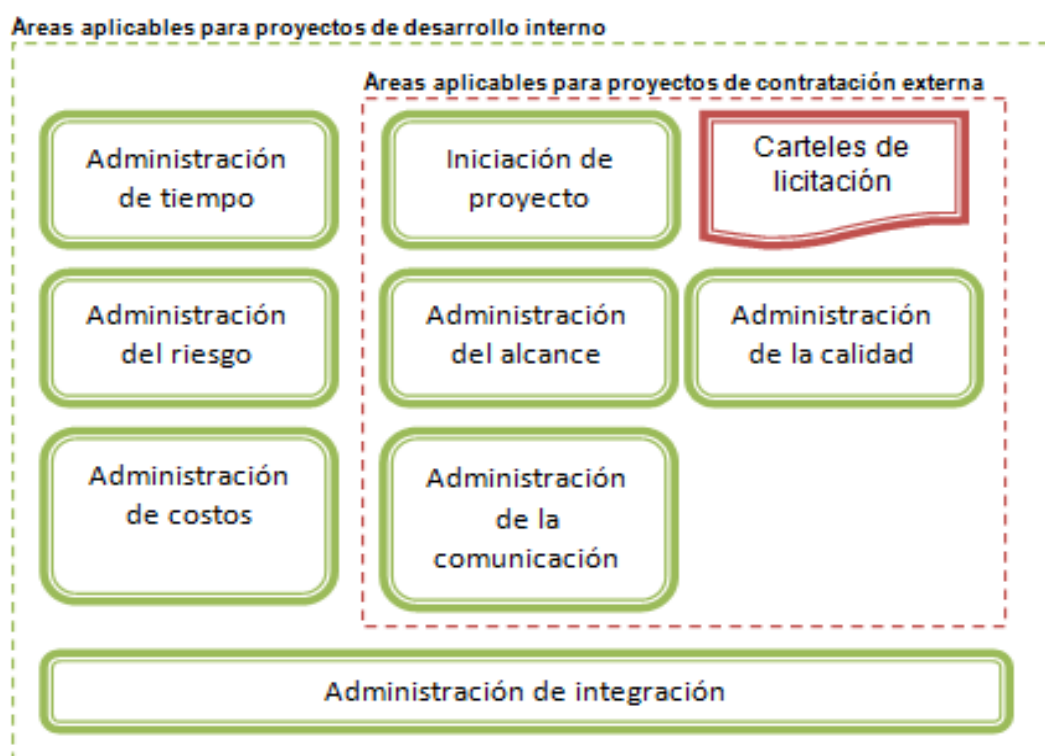 Areas aplicables para proyectos de desarrollo interno
Areas aplicables para proyectos de contratación externa
Administración
de tiempo
Iniciación de
proyecto
Carteles de
licitación
Administración
del riesgo
Administración
del alcance
Administración
de la calidad
Administración
de costos
Administración
de la
comunicación
Administración de integración